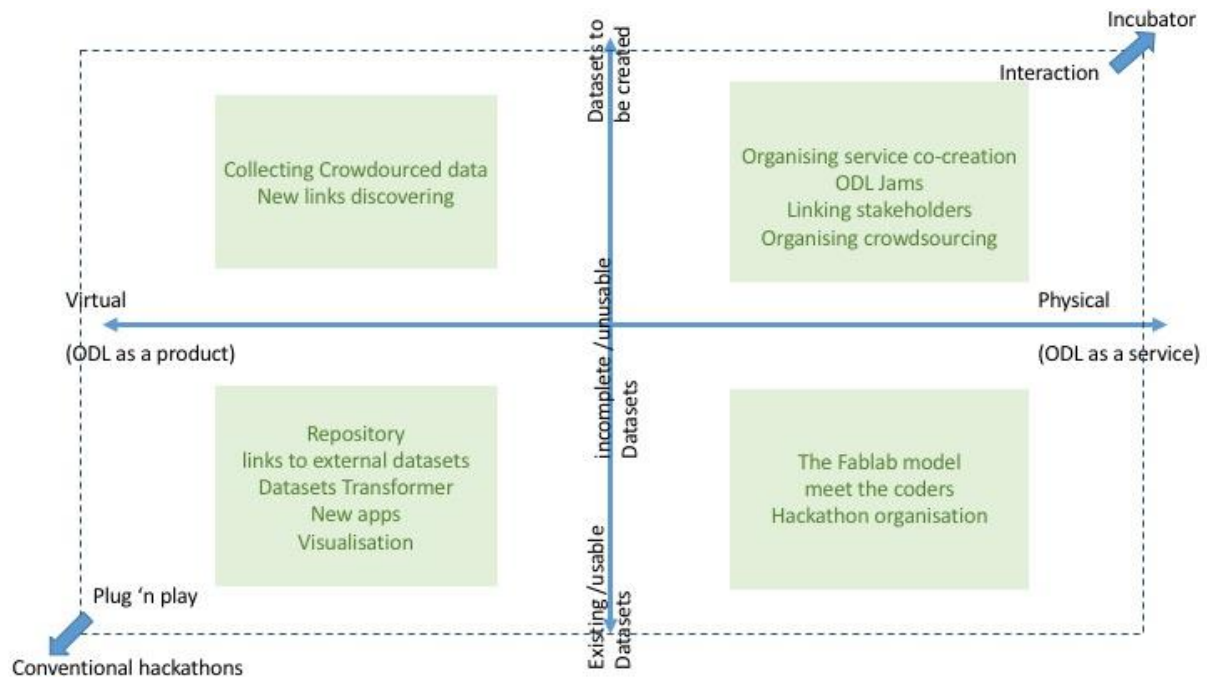 Incubator
Interaction
Datasets to
be created
Collecting Crowdourced data
New links discovering
Organising service co-creation
ODL Jams
Linking stakeholders
Organising crowdsourcing
Virtual
(ODL as a product)
incomplete /unusable
Datasets
Physical
(ODL as a service)
Repository
links to external datasets
Datasets Transformer
New apps
Visualisation
The Fablab model
meet the coders
Hackathon organisation
Existing /usable
Datasets
Plug ‘n play
Conventional hackathons